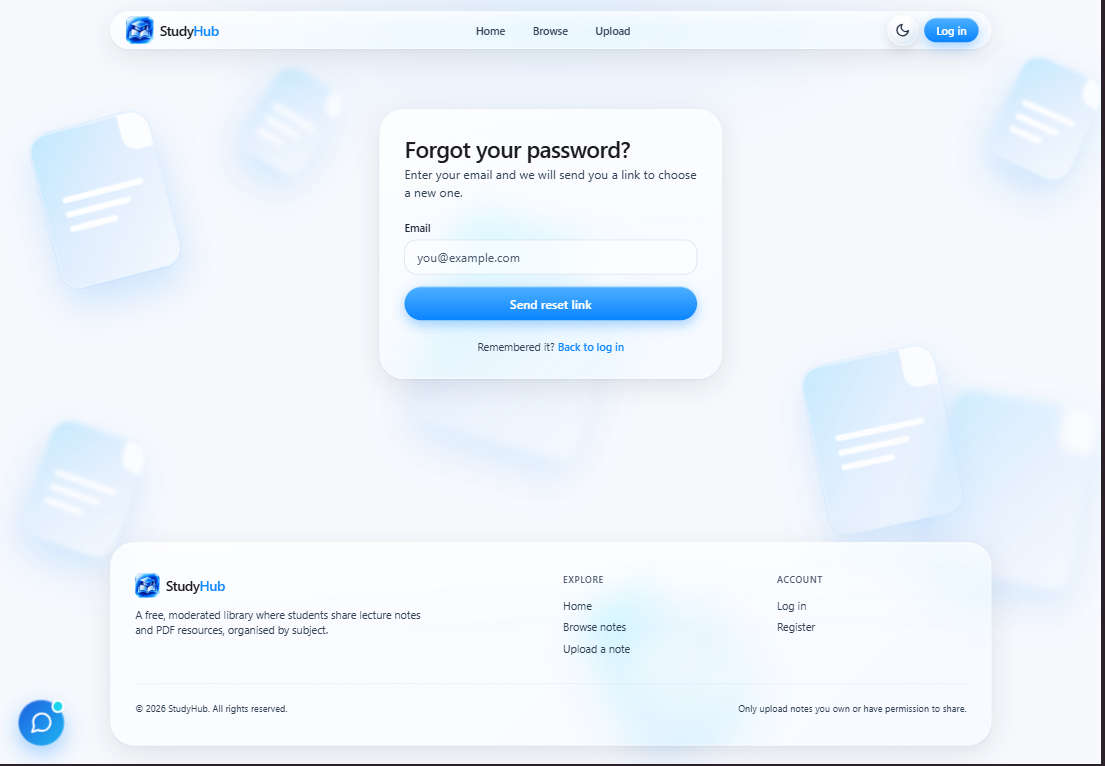 StudyHub
Home
Browse
Upload
Log in
Forgot your password?
Enter your email and we will send you a link to choose
a new one.
Email
you@example.com
Send reset link
Remembered it? Back to log in
StudyHub
A free, moderated library where students share lecture notes
and PDF resources, organised by subject.
EXPLORE
Home
Browse notes
Upload a note
ACCOUNT
Log in
Register
© 2026 StudyHub. All rights reserved.
Only upload notes you own or have permission to share.